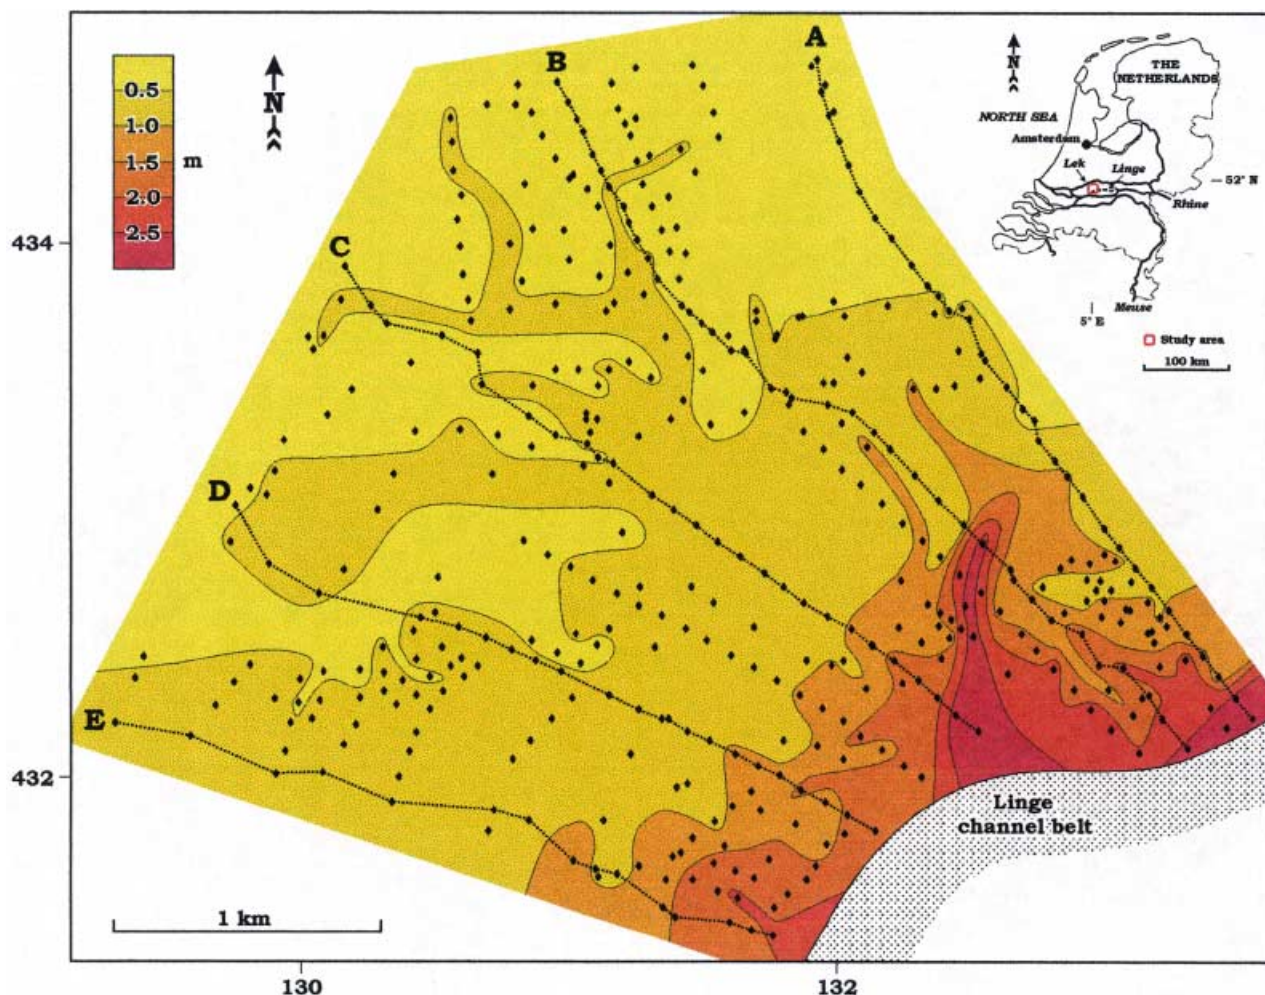 A
B
C
D
E
N
0.5
1.0
1.5
2.0
2.5
m
434
432
130
132
1 km
Linge
channel belt
N
THE
NETHERLANDS
NORTH SEA
Amsterdam
Lek
Linge
52° N
Rhine
Meuse
5° E
Study area
100 km